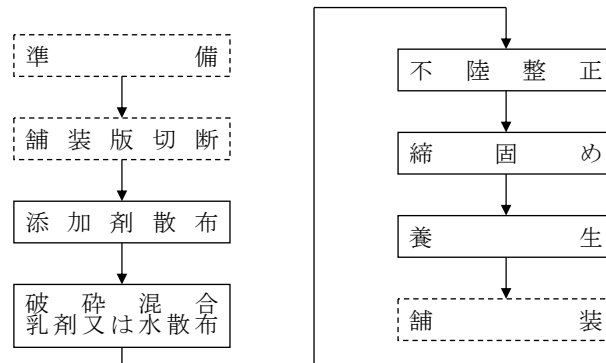 準備
舗装版切断
添加剤散布
破砕混合
乳剤又は水散布
不陸整正
締固め
養生
舗装